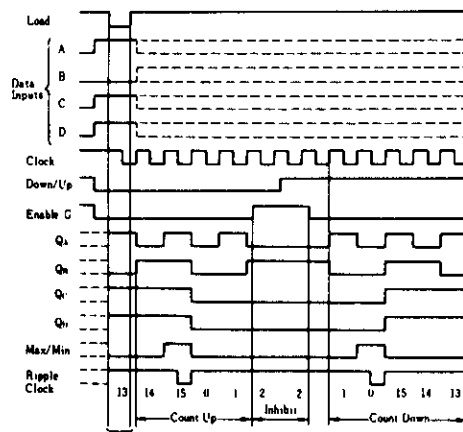 Load
A
B
C
D
Data
Inputs
Clock
Down/Up
Enable G
QA
QB
QC
QD
Max/Min
Ripple
Clock
13 14 15 0 1 2 2 1 0 15 14 13
Count Up
Inhibit
Count Down